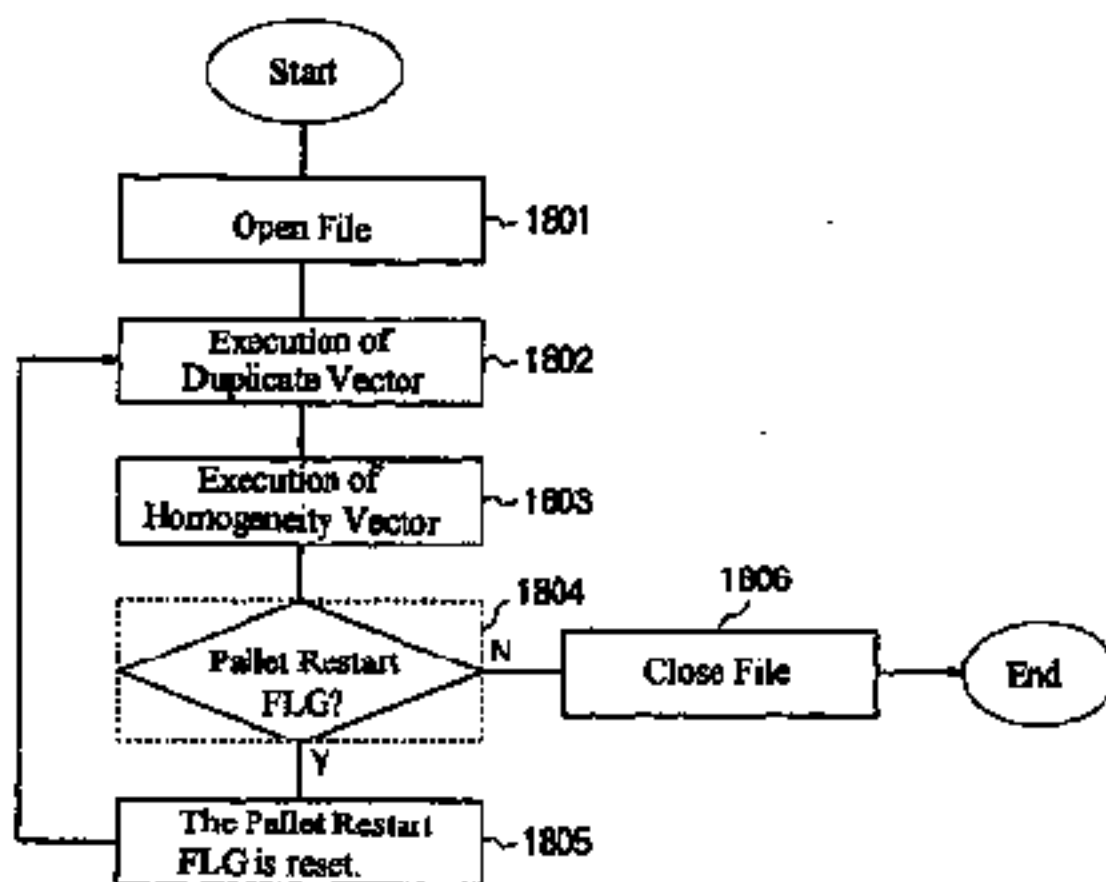 Start
Open File
1801
Execution of
Duplicate Vector
1802
Execution of
Homogeneity Vector
1803
1804
Pallet Restart
FLG?
N
Y
1806
Close File
End
The Pallet Restart
FLG is reset.
1805